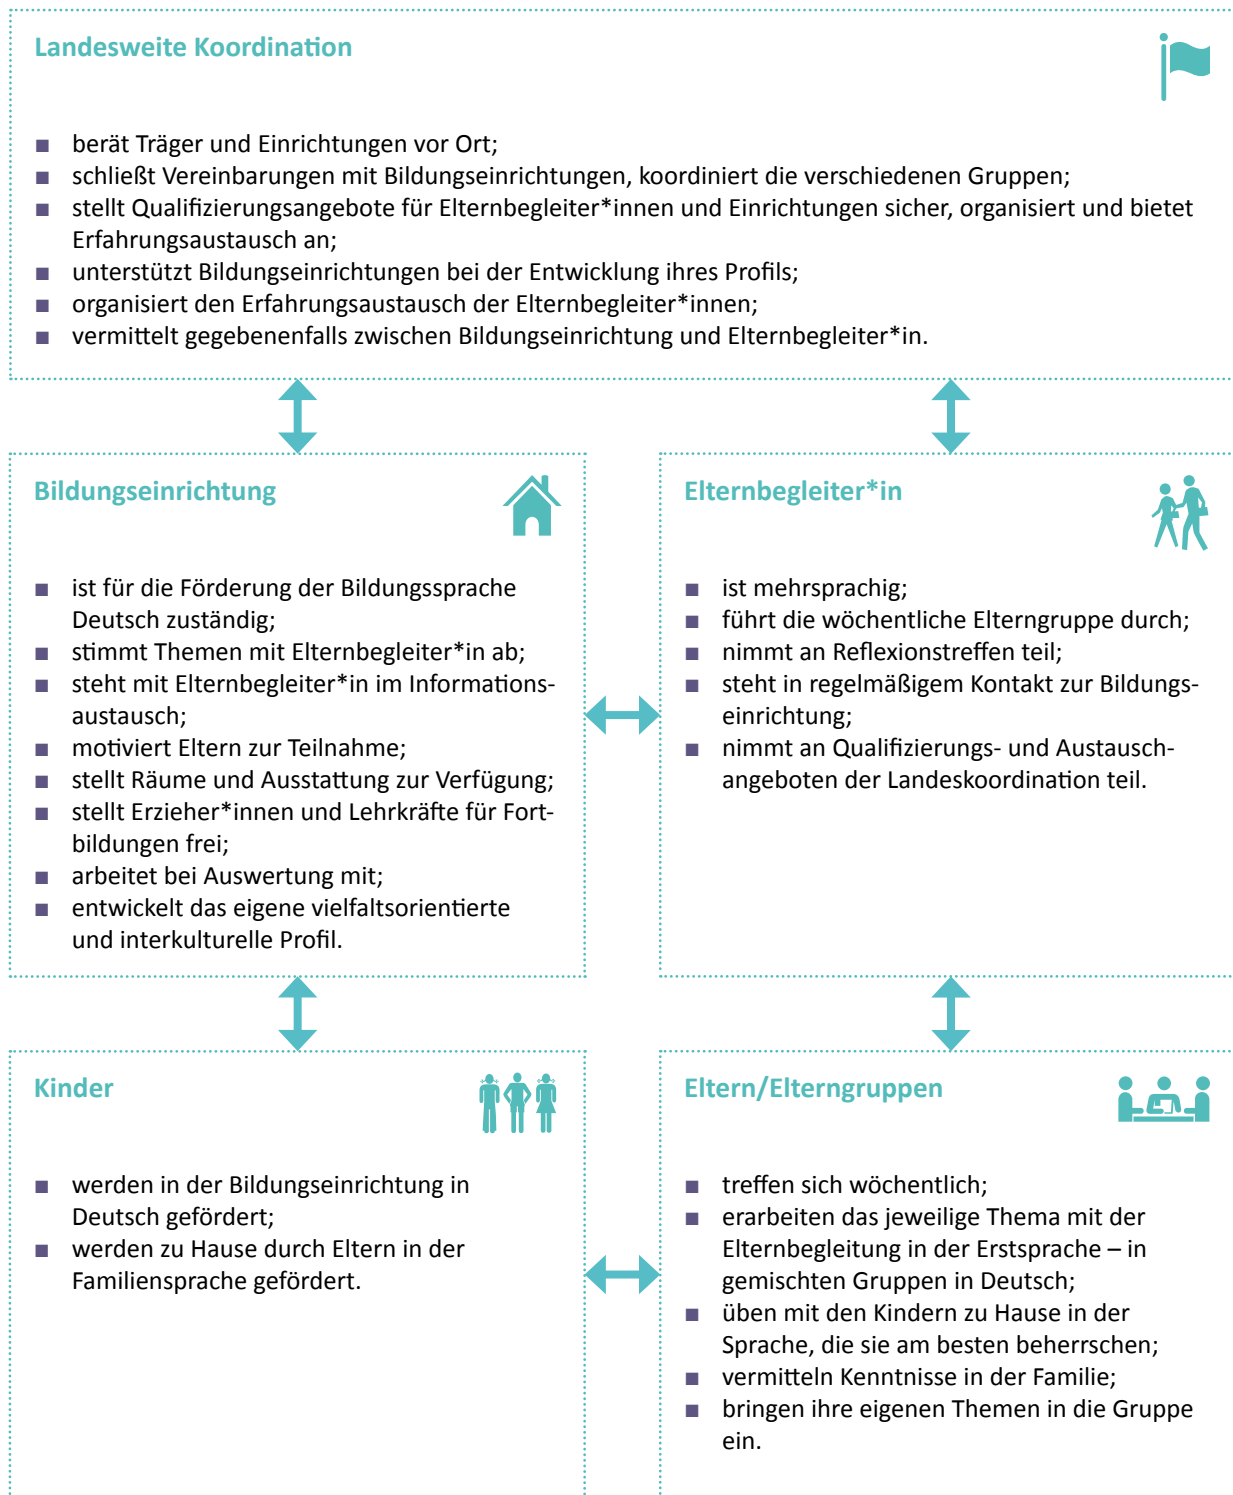 Landesweite Koordination
■ berät Träger und Einrichtungen vor Ort;
■ schließt Vereinbarungen mit Bildungseinrichtungen, koordiniert die verschiedenen Gruppen;
■ stellt Qualifizierungsangebote für Elternbegleiter*innen und Einrichtungen sicher, organisiert und bietet
Erfahrungsaustausch an;
■ unterstützt Bildungseinrichtungen bei der Entwicklung ihres Profils;
■ organisiert den Erfahrungsaustausch der Elternbegleiter*innen;
■ vermittelt gegebenenfalls zwischen Bildungseinrichtung und Elternbegleiter*in.
Bildungseinrichtung
■ ist für die Förderung der Bildungssprache
Deutsch zuständig;
■ stimmt Themen mit Elternbegleiter*in ab;
■ steht mit Elternbegleiter*in im Informations-
austausch;
■ motiviert Eltern zur Teilnahme;
■ stellt Räume und Ausstattung zur Verfügung;
■ stellt Erzieher*innen und Lehrkräfte für Fort-
bildungen frei;
■ arbeitet bei Auswertung mit;
■ entwickelt das eigene vielfaltsorientierte
und interkulturelle Profil.
Elternbegleiter*in
■ ist mehrsprachig;
■ führt die wöchentliche Elterngruppe durch;
■ nimmt an Reflexionstreffen teil;
■ steht in regelmäßigem Kontakt zur Bildungs-
einrichtung;
■ nimmt an Qualifizierungs- und Austausch-
angeboten der Landeskoordination teil.
Kinder
■ werden in der Bildungseinrichtung in
Deutsch gefördert;
■ werden zu Hause durch Eltern in der
Familiensprache gefördert.
Eltern/Elterngruppen
■ treffen sich wöchentlich;
■ erarbeiten das jeweilige Thema mit der
Elternbegleitung in der Erstsprache – in
gemischten Gruppen in Deutsch;
■ üben mit den Kindern zu Hause in der
Sprache, die sie am besten beherrschen;
■ vermitteln Kenntnisse in der Familie;
■ bringen ihre eigenen Themen in die Gruppe
ein.